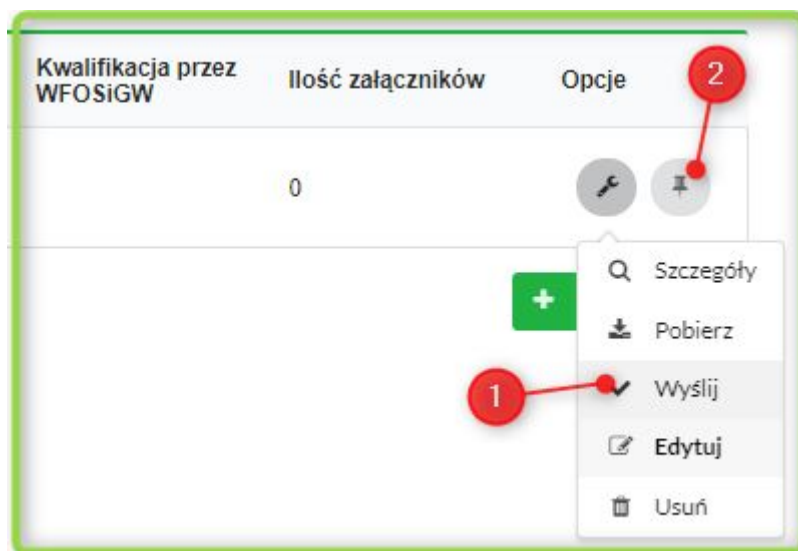 Kwalifikacja przez
WFOSiGW
Ilość załączników
Opcje
2
0
Szczegóły
Pobierz
1
Wyślij
Edytuj
Usuń